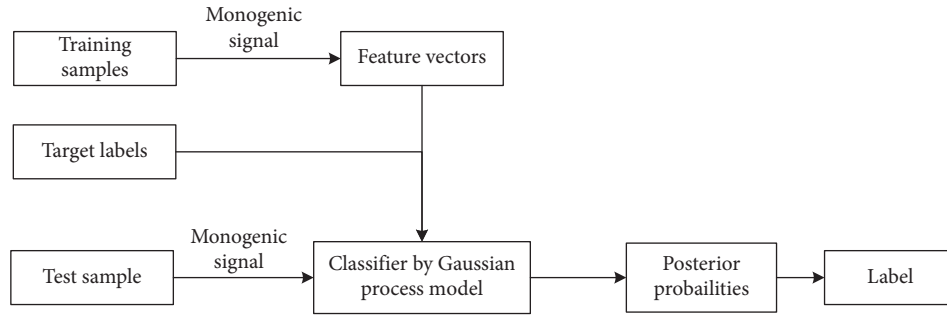 Monogenic
signal
Training
samples
Feature vectors
Target labels
Monogenic
signal
Test sample
Classifier by Gaussian
process model
Posterior
probailities
Label